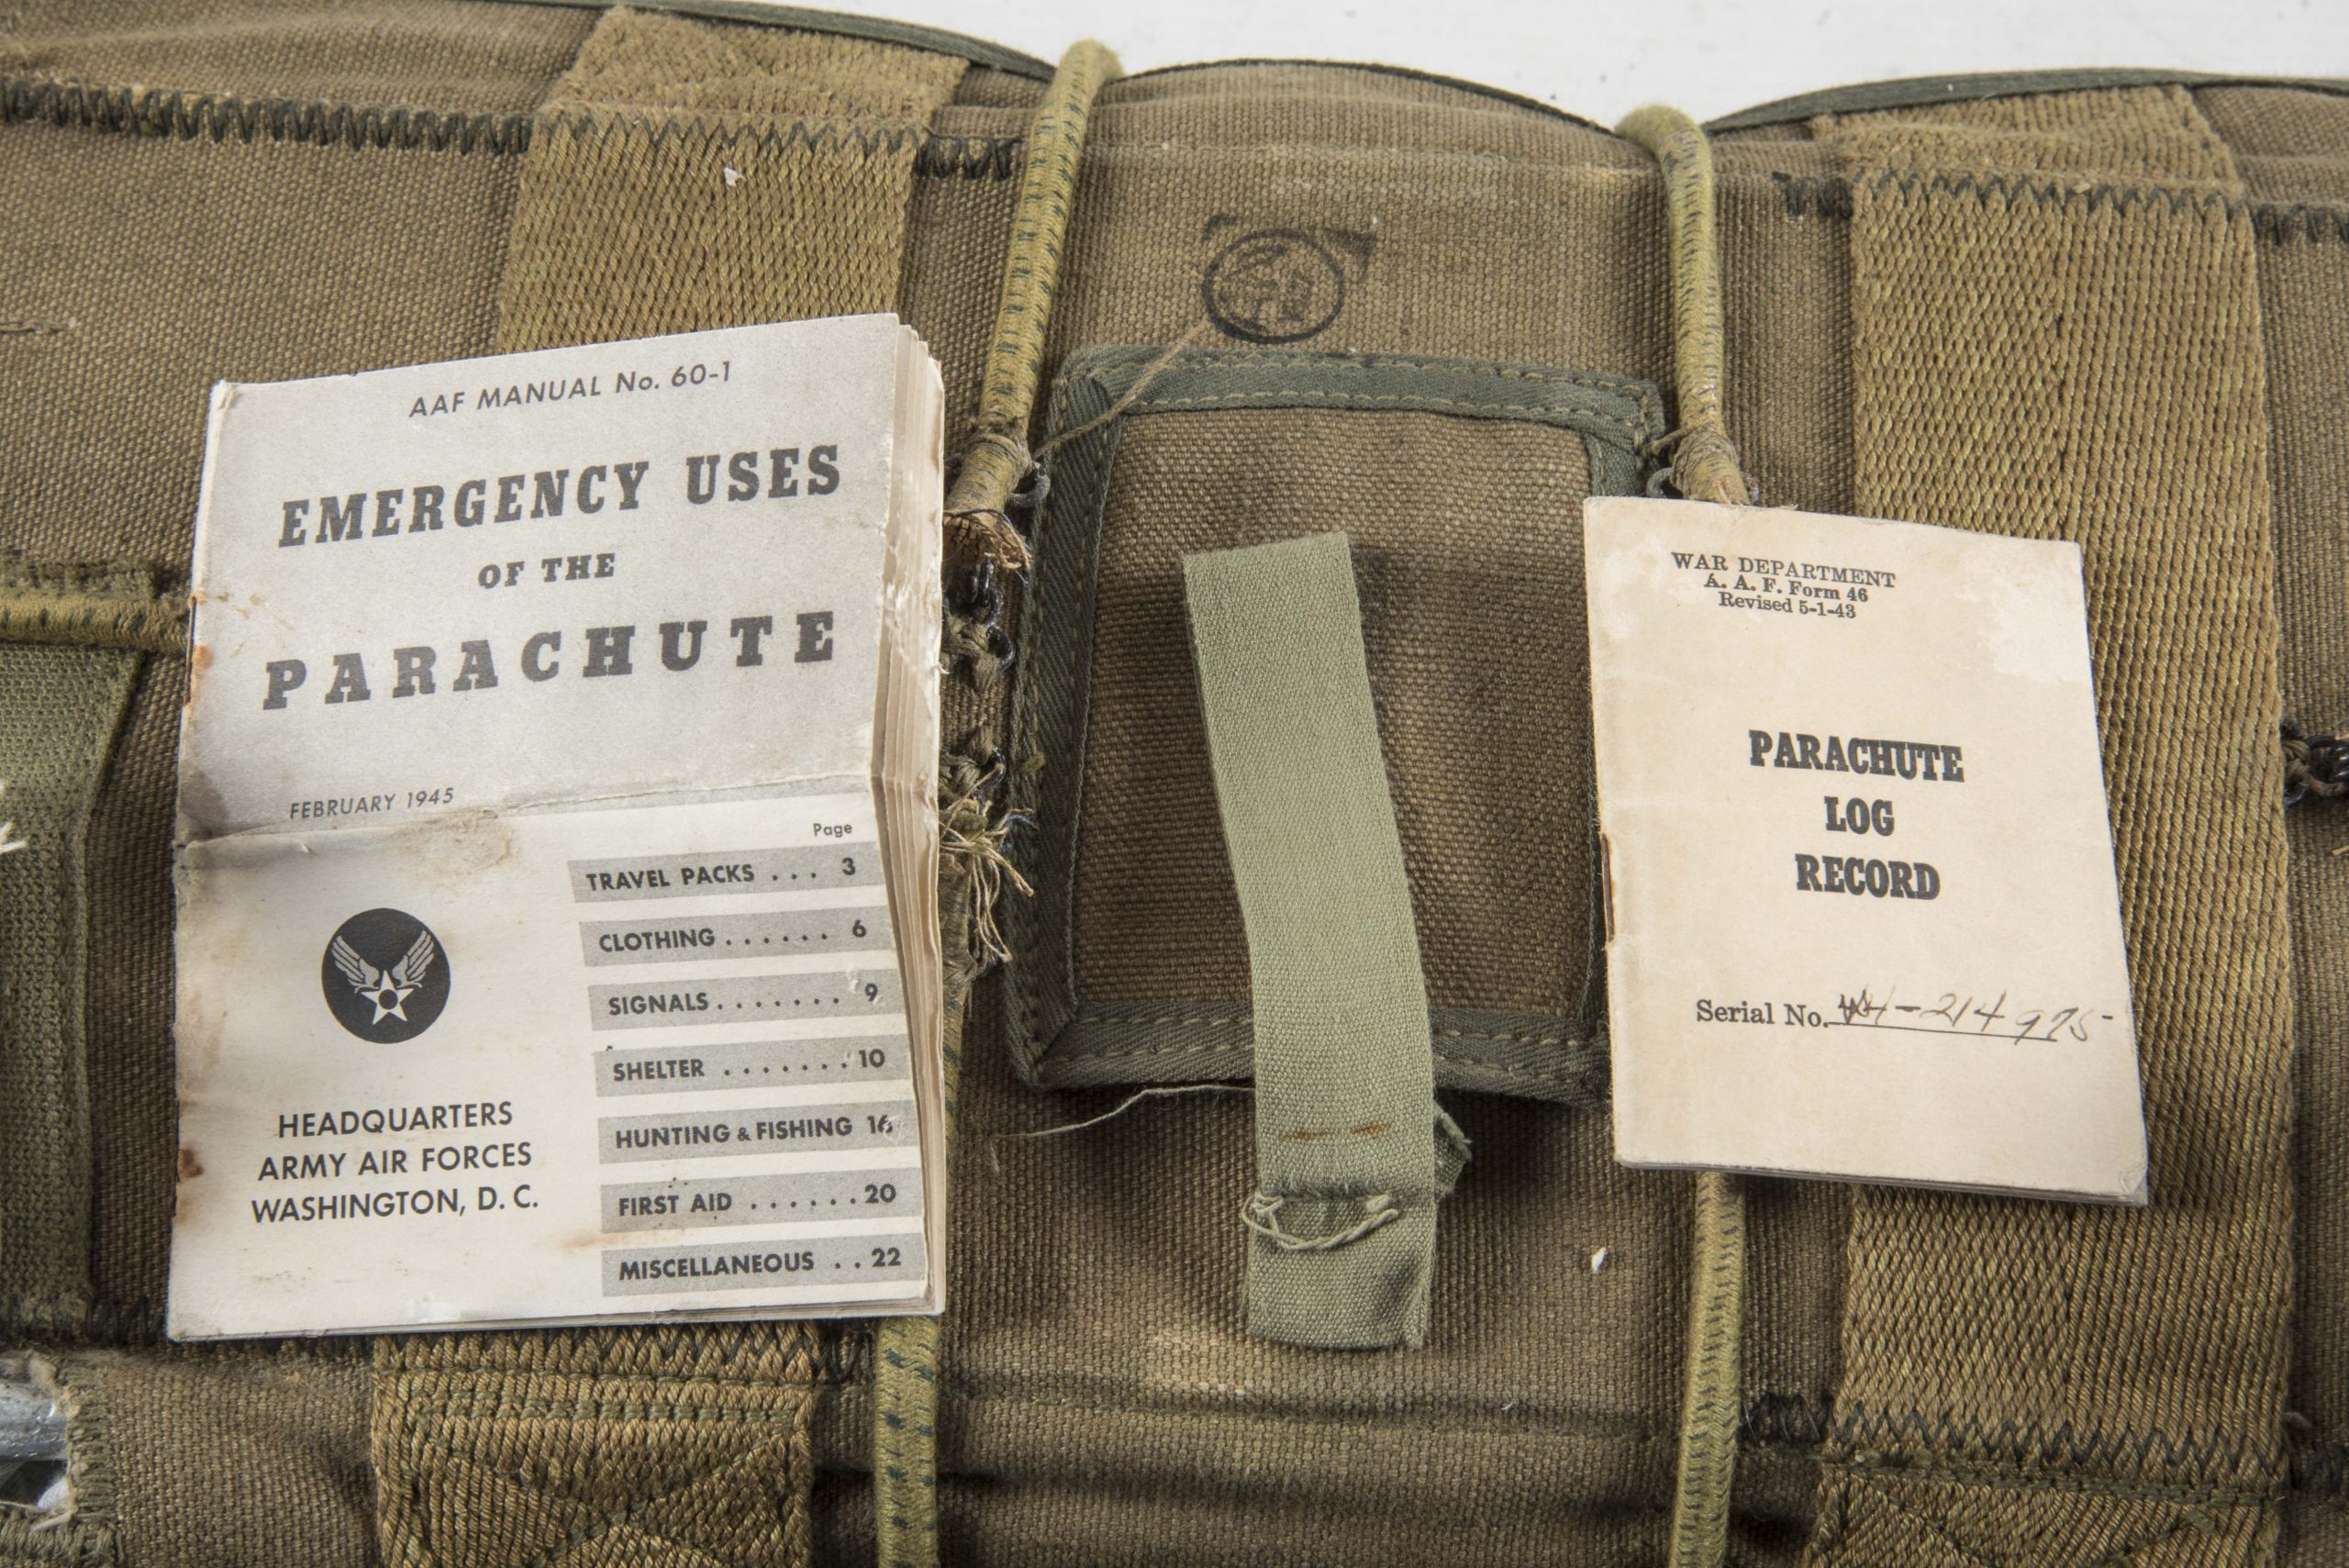 AAF MANUAL No. 60-1
EMERGENCY USES
OF THE
PARACHUTE
FEBRUARY 1945
Page
TRAVEL PACKS . . . 3
CLOTHING . . . . . . 6
SIGNALS . . . . . . . 9
SHELTER . . . . . . . 10
HUNTING & FISHING 16
FIRST AID . . . . . . 20
MISCELLANEOUS . . 22
HEADQUARTERS
ARMY AIR FORCES
WASHINGTON, D. C.
WAR DEPARTMENT
A. A. F. Form 46
Revised 5-1-43
PARACHUTE
LOG
RECORD
Serial No. 44-214975